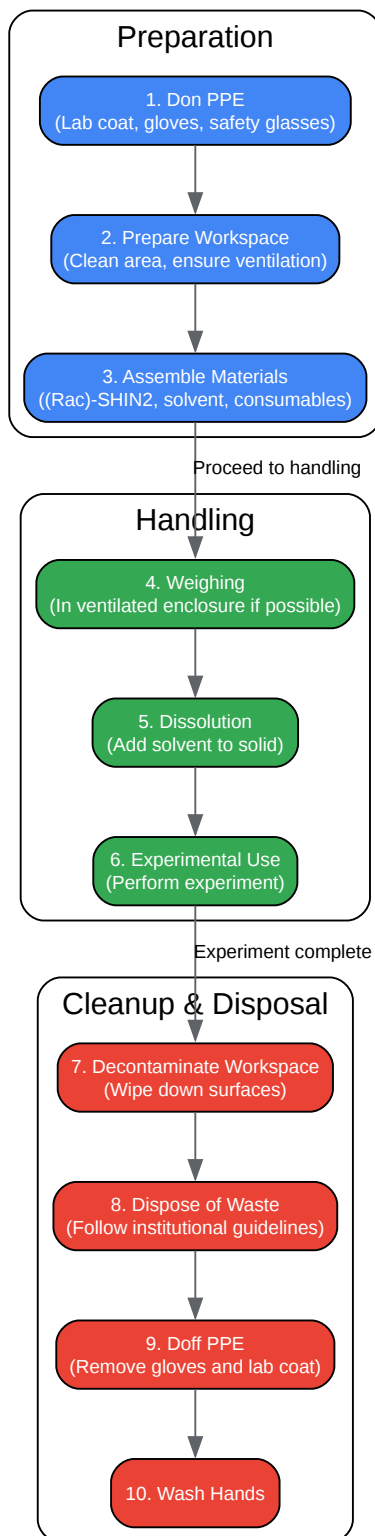 Preparation
1. Don PPE
(Lab coat, gloves, safety glasses)
2. Prepare Workspace
(Clean area, ensure ventilation)
3. Assemble Materials
((Rac)-SHIN2, solvent, consumables)
Proceed to handling
Handling
4. Weighing
(In ventilated enclosure if possible)
5. Dissolution
(Add solvent to solid)
6. Experimental Use
(Perform experiment)
Experiment complete
Cleanup & Disposal
7. Decontaminate Workspace
(Wipe down surfaces)
8. Dispose of Waste
(Follow institutional guidelines)
9. Doff PPE
(Remove gloves and lab coat)
10. Wash Hands